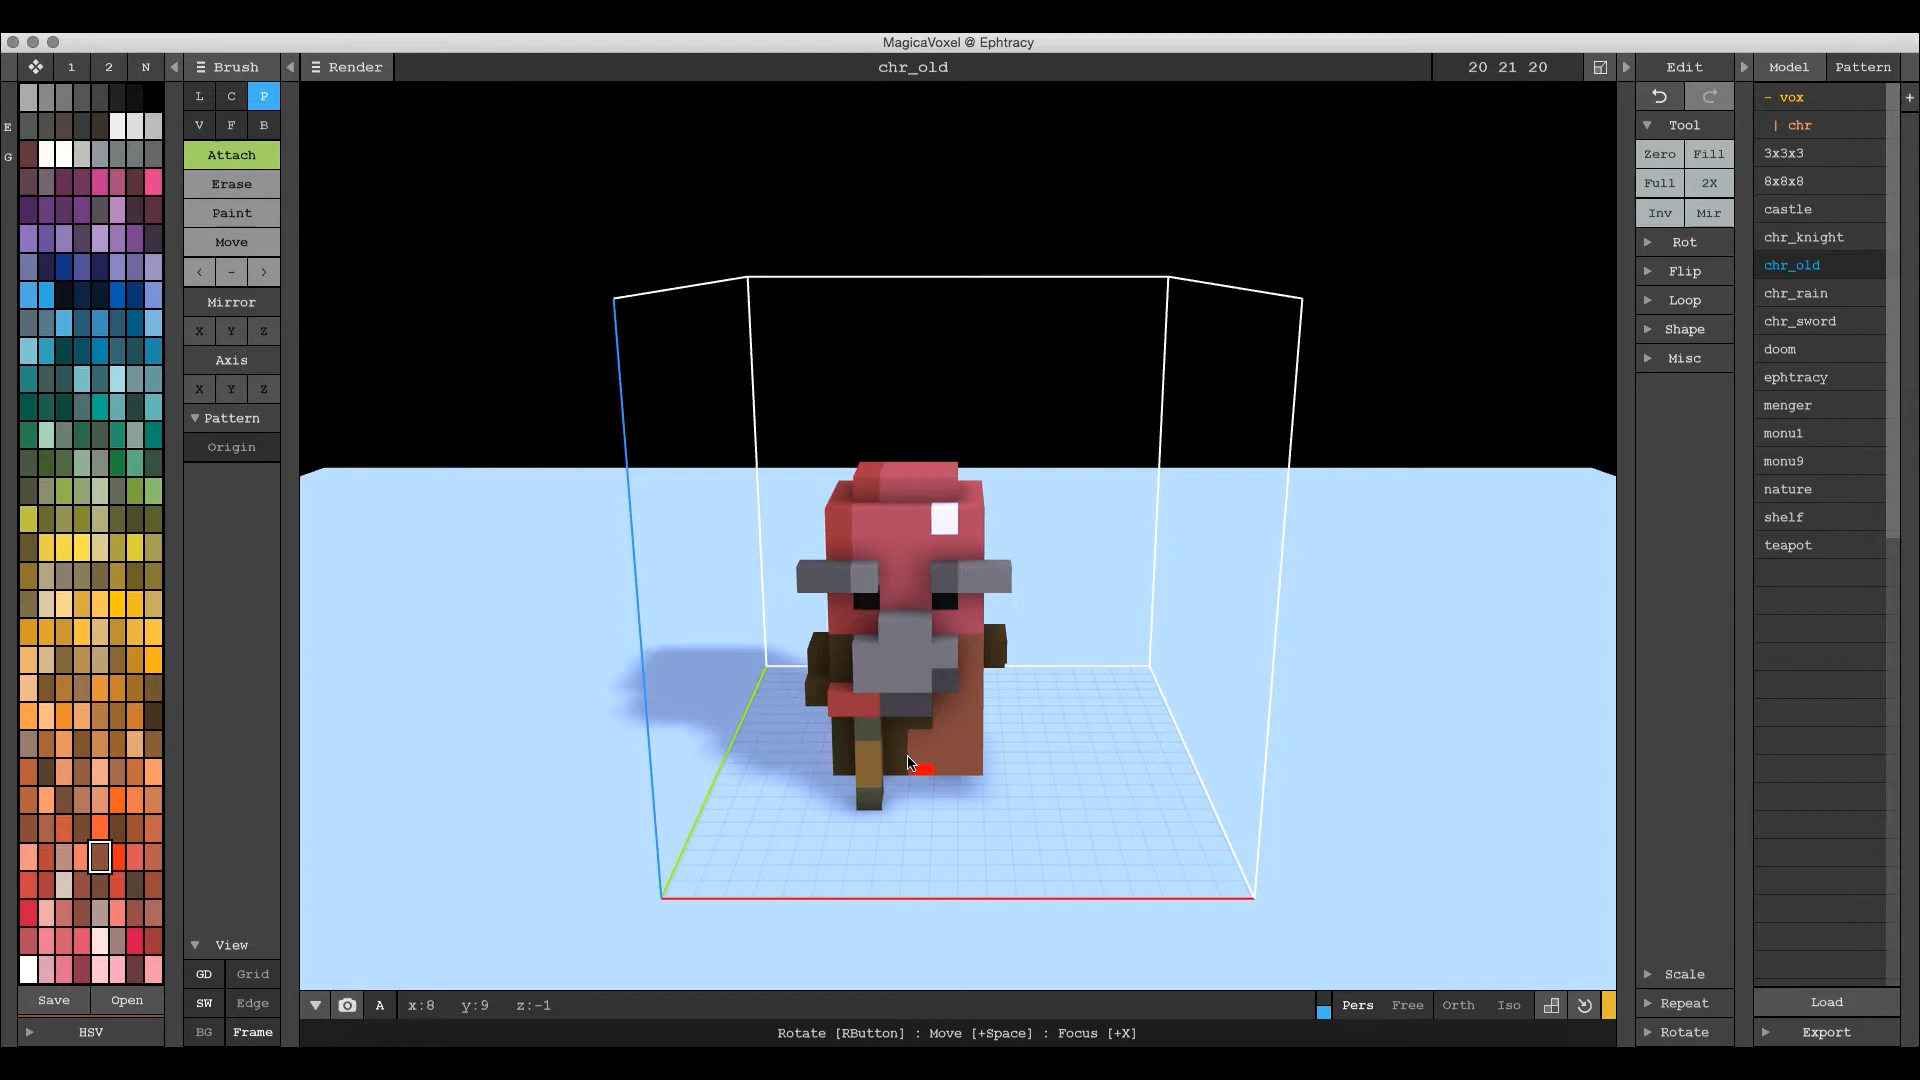 MagicaVoxel @ Ephtracy
1 2 N
Brush
Render
chr_old
20 21 20
Edit
Model Pattern
+
E
G
L C P
V F B
Attach
Erase
Paint
Move
< - >
Mirror
X Y Z
Axis
X Y Z
Pattern
Origin
View
GD Grid
SW Edge
BG Frame
Save Open
HSV
Tool
Zero Fill
Full 2X
Inv Mir
Rot
Flip
Loop
Shape
Misc
Scale
Repeat
Rotate
- vox
| chr
3x3x3
8x8x8
castle
chr_knight
chr_old
chr_rain
chr_sword
doom
ephtracy
menger
monu1
monu9
nature
shelf
teapot
Load
Export
A x:8 y:9 z:-1
Pers Free Orth Iso
Rotate [RButton] : Move [+Space] : Focus [+X]